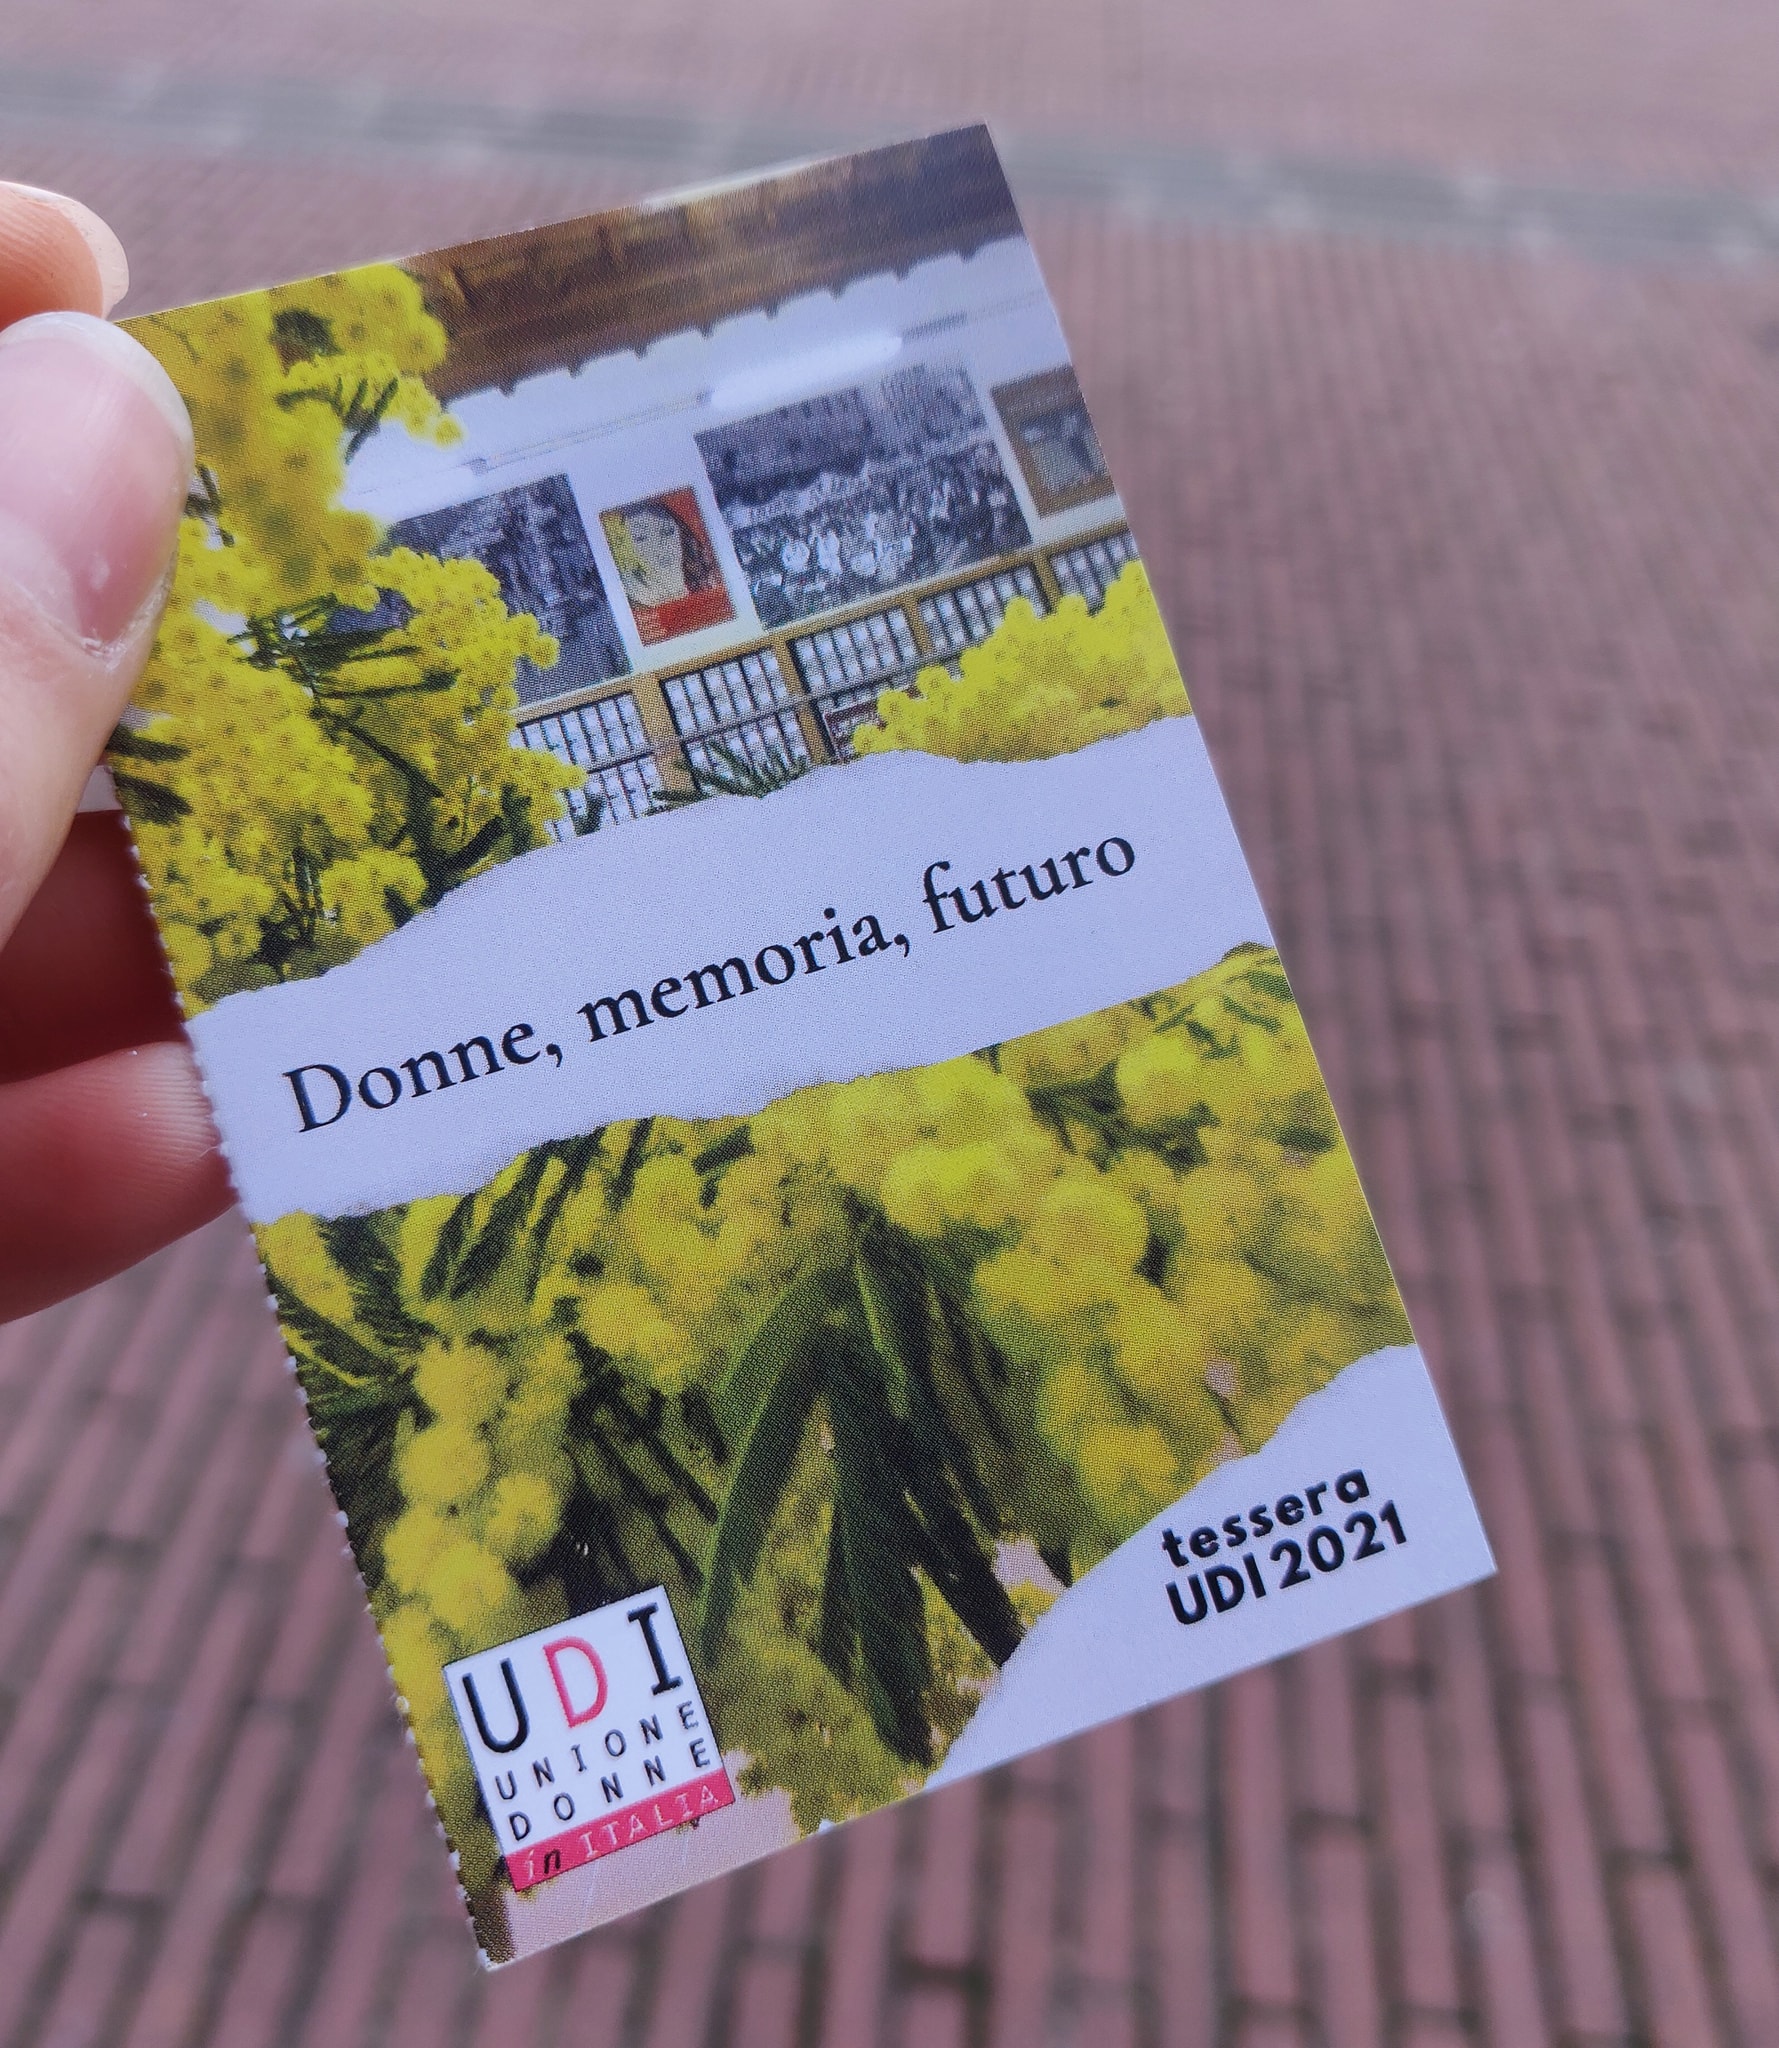 Donne, memoria, futuro
tessera
UDI 2021
UDI
UNIONE
DONNE
in ITALIA